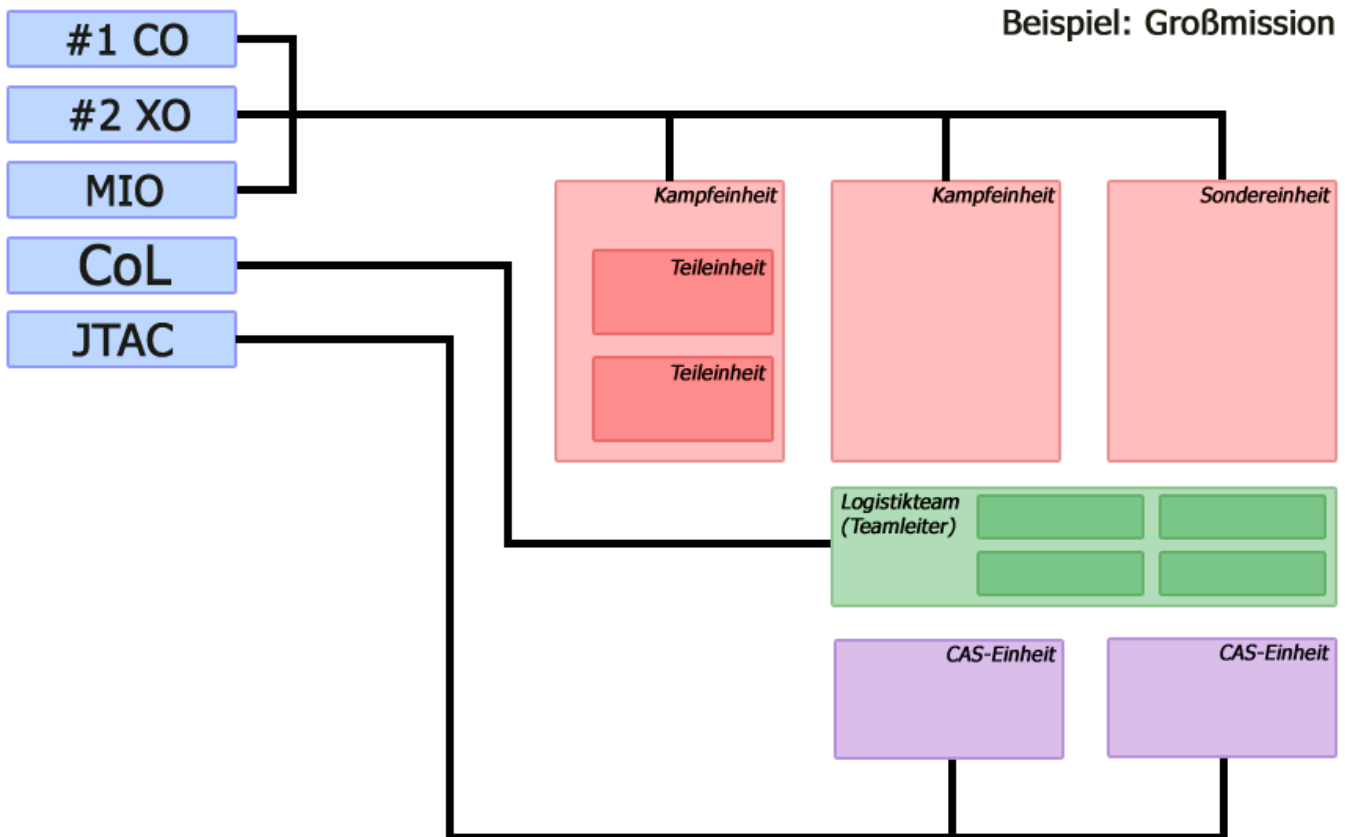 Beispiel: Großmission
#1 CO
#2 XO
MIO
CoL
JTAC
Kampfeinheit
Teileinheit
Teileinheit
Kampfeinheit
Sondereinheit
Logistikteam
(Teamleiter)
CAS-Einheit
CAS-Einheit